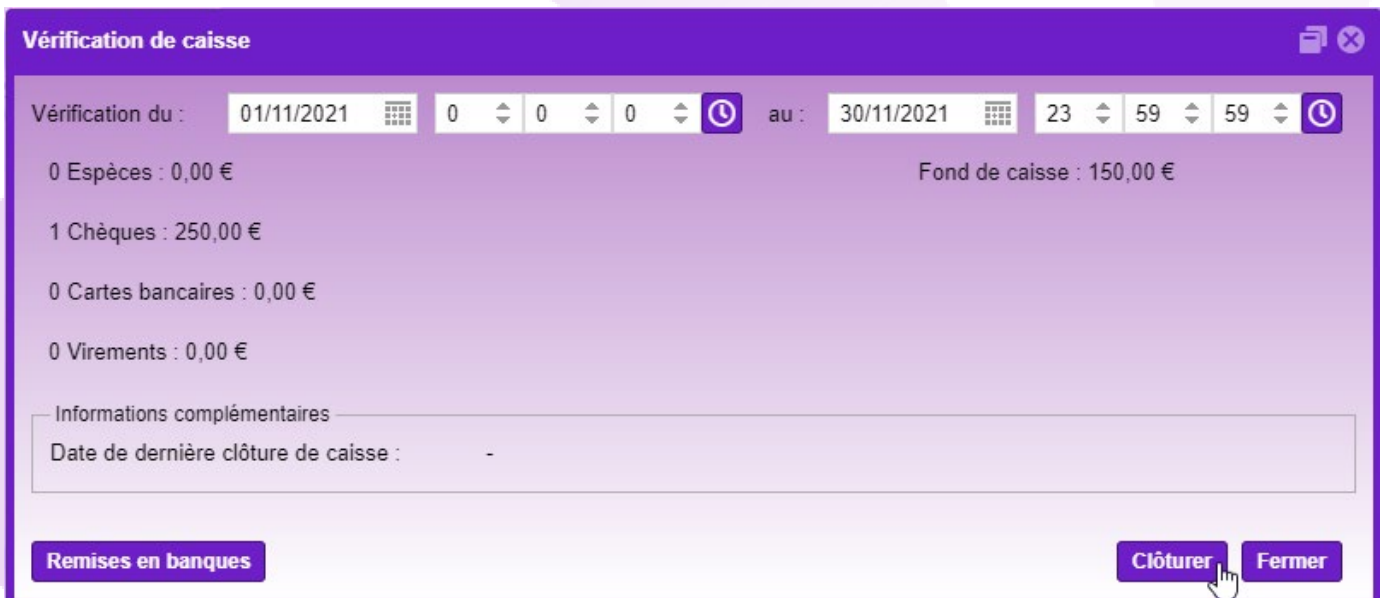 Vérification de caisse
Vérification du : 01/11/2021 0 0 0 au : 30/11/2021 23 59 59
0 Espèces : 0,00 € Fond de caisse : 150,00 €
1 Chèques : 250,00 €
0 Cartes bancaires : 0,00 €
0 Virements : 0,00 €
Informations complémentaires
Date de dernière clôture de caisse : -
Remises en banques Clôturer Fermer